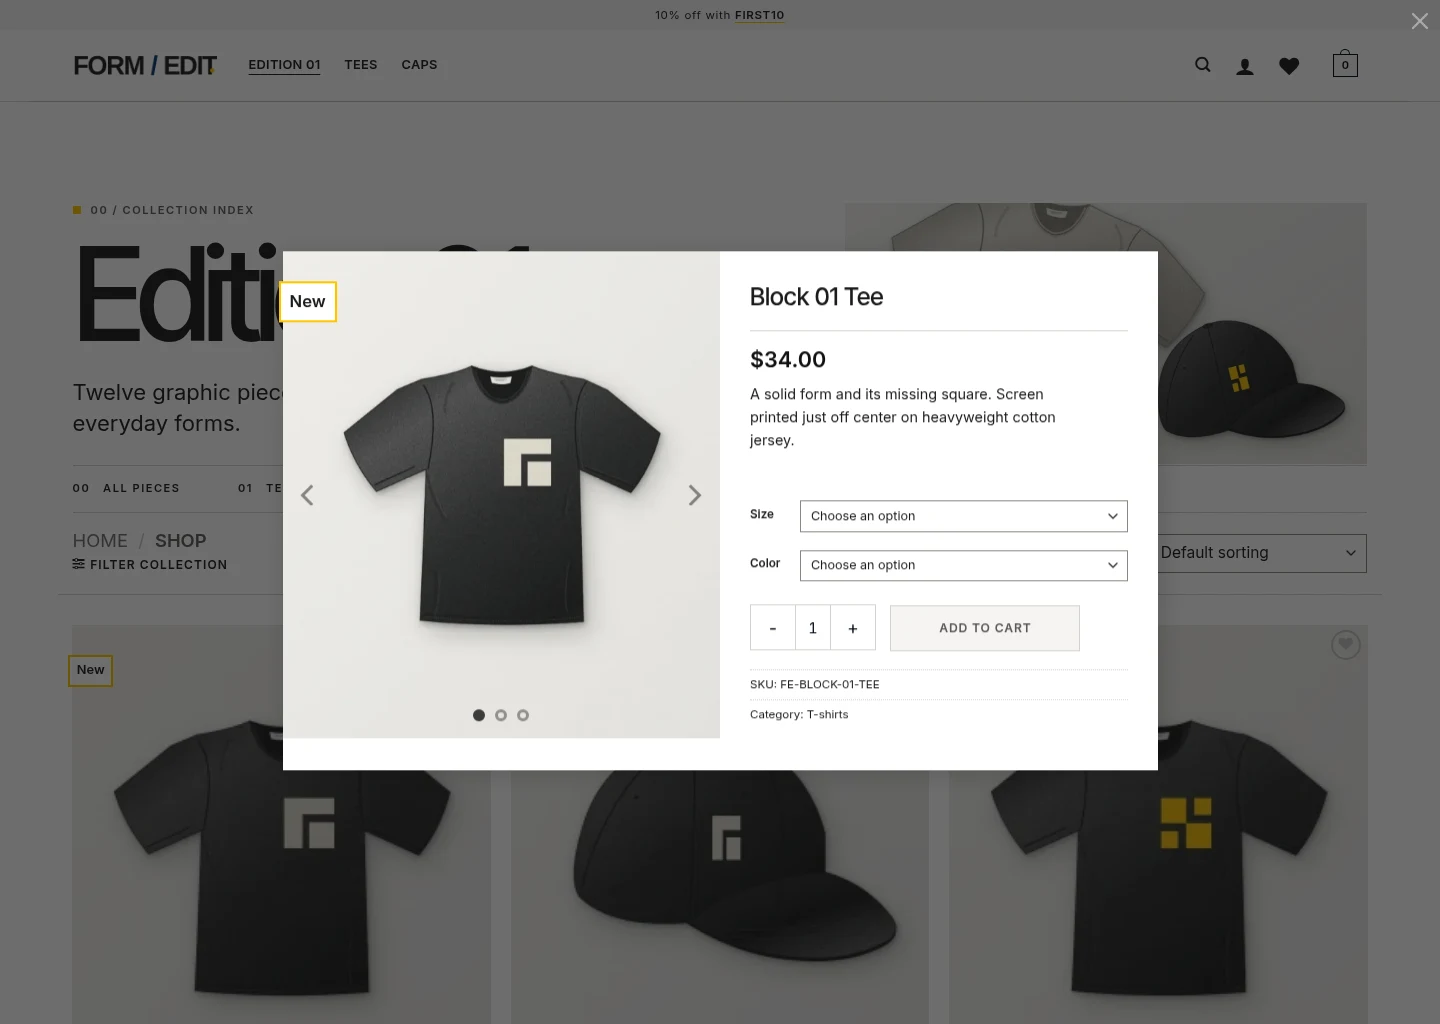 10% off with FIRST10
FORM / EDIT
EDITION 01
TEES
CAPS
0
00 / COLLECTION INDEX
New
Block 01 Tee
$34.00
A solid form and its missing square. Screen
printed just off center on heavyweight cotton
jersey.
Size
Choose an option
Color
Choose an option
- 1 +
ADD TO CART
SKU: FE-BLOCK-01-TEE
Category: T-shirts
Twelve graphic
everyday forms.
00 ALL PIECES
01
HOME / SHOP
FILTER COLLECTION
Default sorting
New